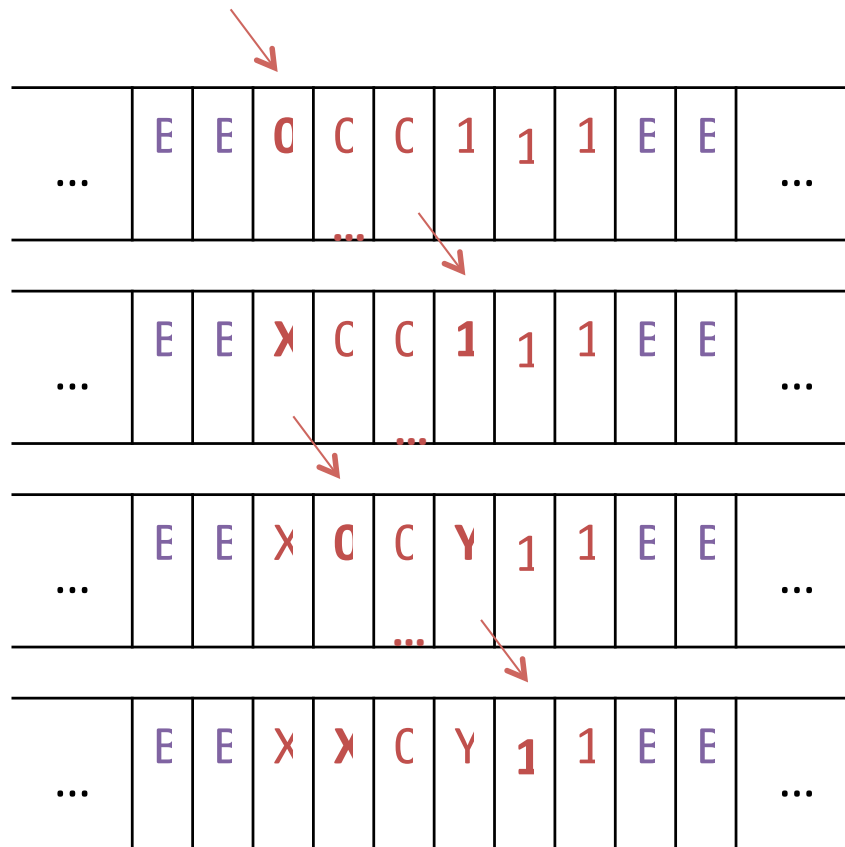 ... B B 0 0 0 1 1 1 B B ...
...
... B B X 0 0 1 1 1 B B ...
...
... B B X 0 0 Y 1 1 B B ...
...
... B B X X 0 Y 1 1 B B ...